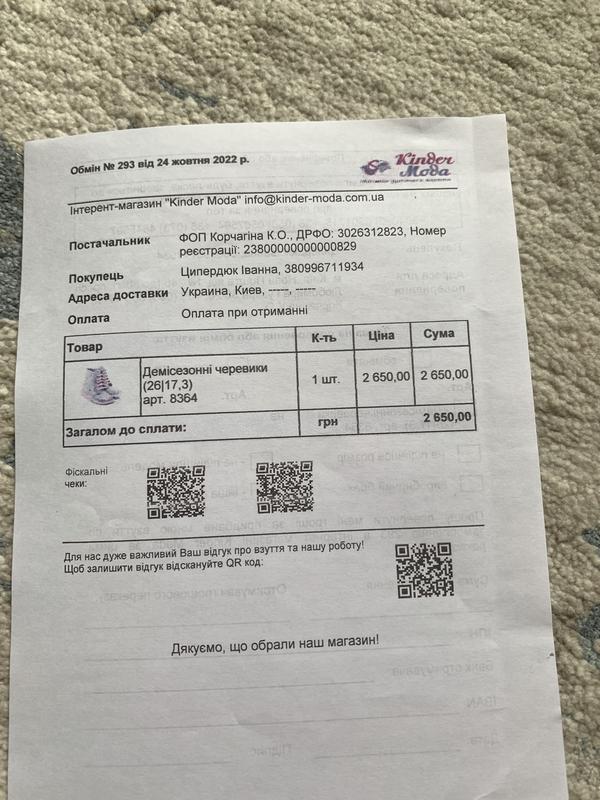 Обмін № 293 від 24 жовтня 2022 р.
Kinder
Moda
Інтерент-магазин "Kinder Moda" info@kinder-moda.com.ua
Постачальник ФОП Корчагіна К.О., ДРФО: 3026312823, Номер
реєстрації: 23800000000000829
Покупець Ципердюк Іванна, 380996711934
Адреса доставки Украина, Киев, -----, -----
Оплата Оплата при отриманні
Товар К-ть Ціна Сума
Демісезонні черевики
(26|17,3)
арт. 8364
1 шт. 2 650,00 2 650,00
Загалом до сплати: грн 2 650,00
Фіскальні
чеки:
Для нас дуже важливий Ваш відгук про взуття та нашу роботу!
Щоб залишити відгук відскануйте QR код:
Дякуємо, що обрали наш магазин!